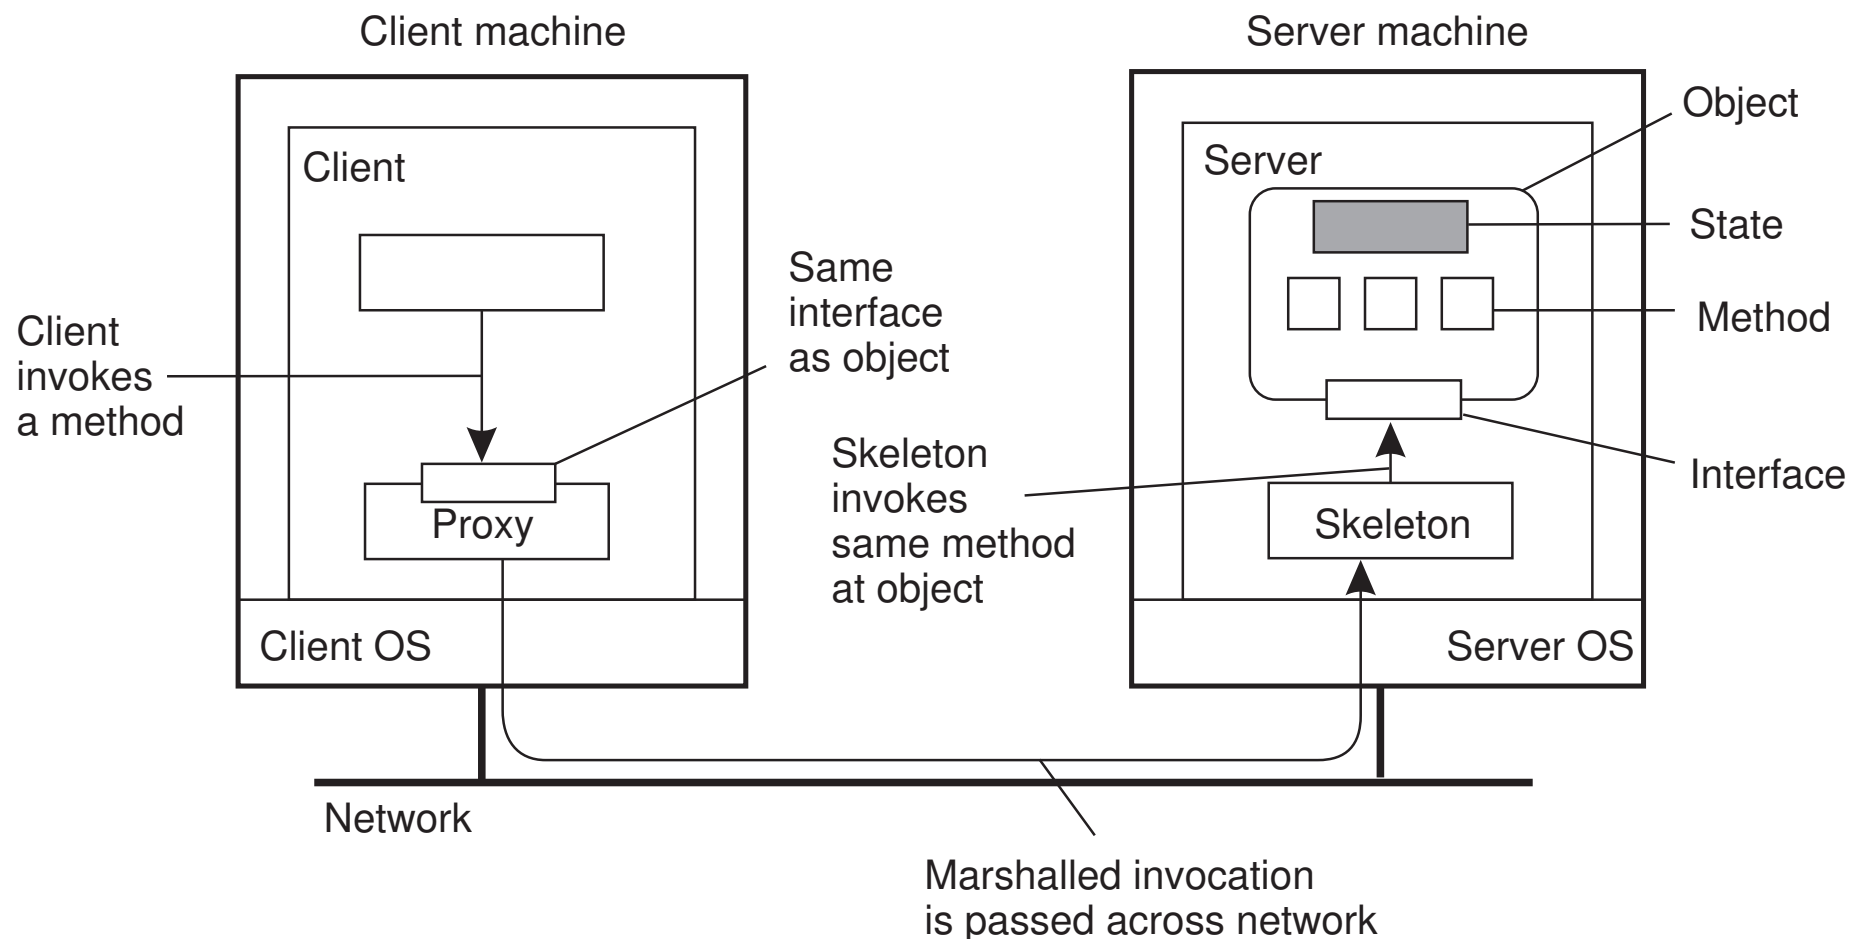 Client machine
Server machine
Object
Client
Server
State
Same
interface
as object
Client
invokes
a method
Method
Skeleton
invokes
same method
at object
Interface
Proxy
Skeleton
Client OS
Server OS
Network
Marshalled invocation
is passed across network